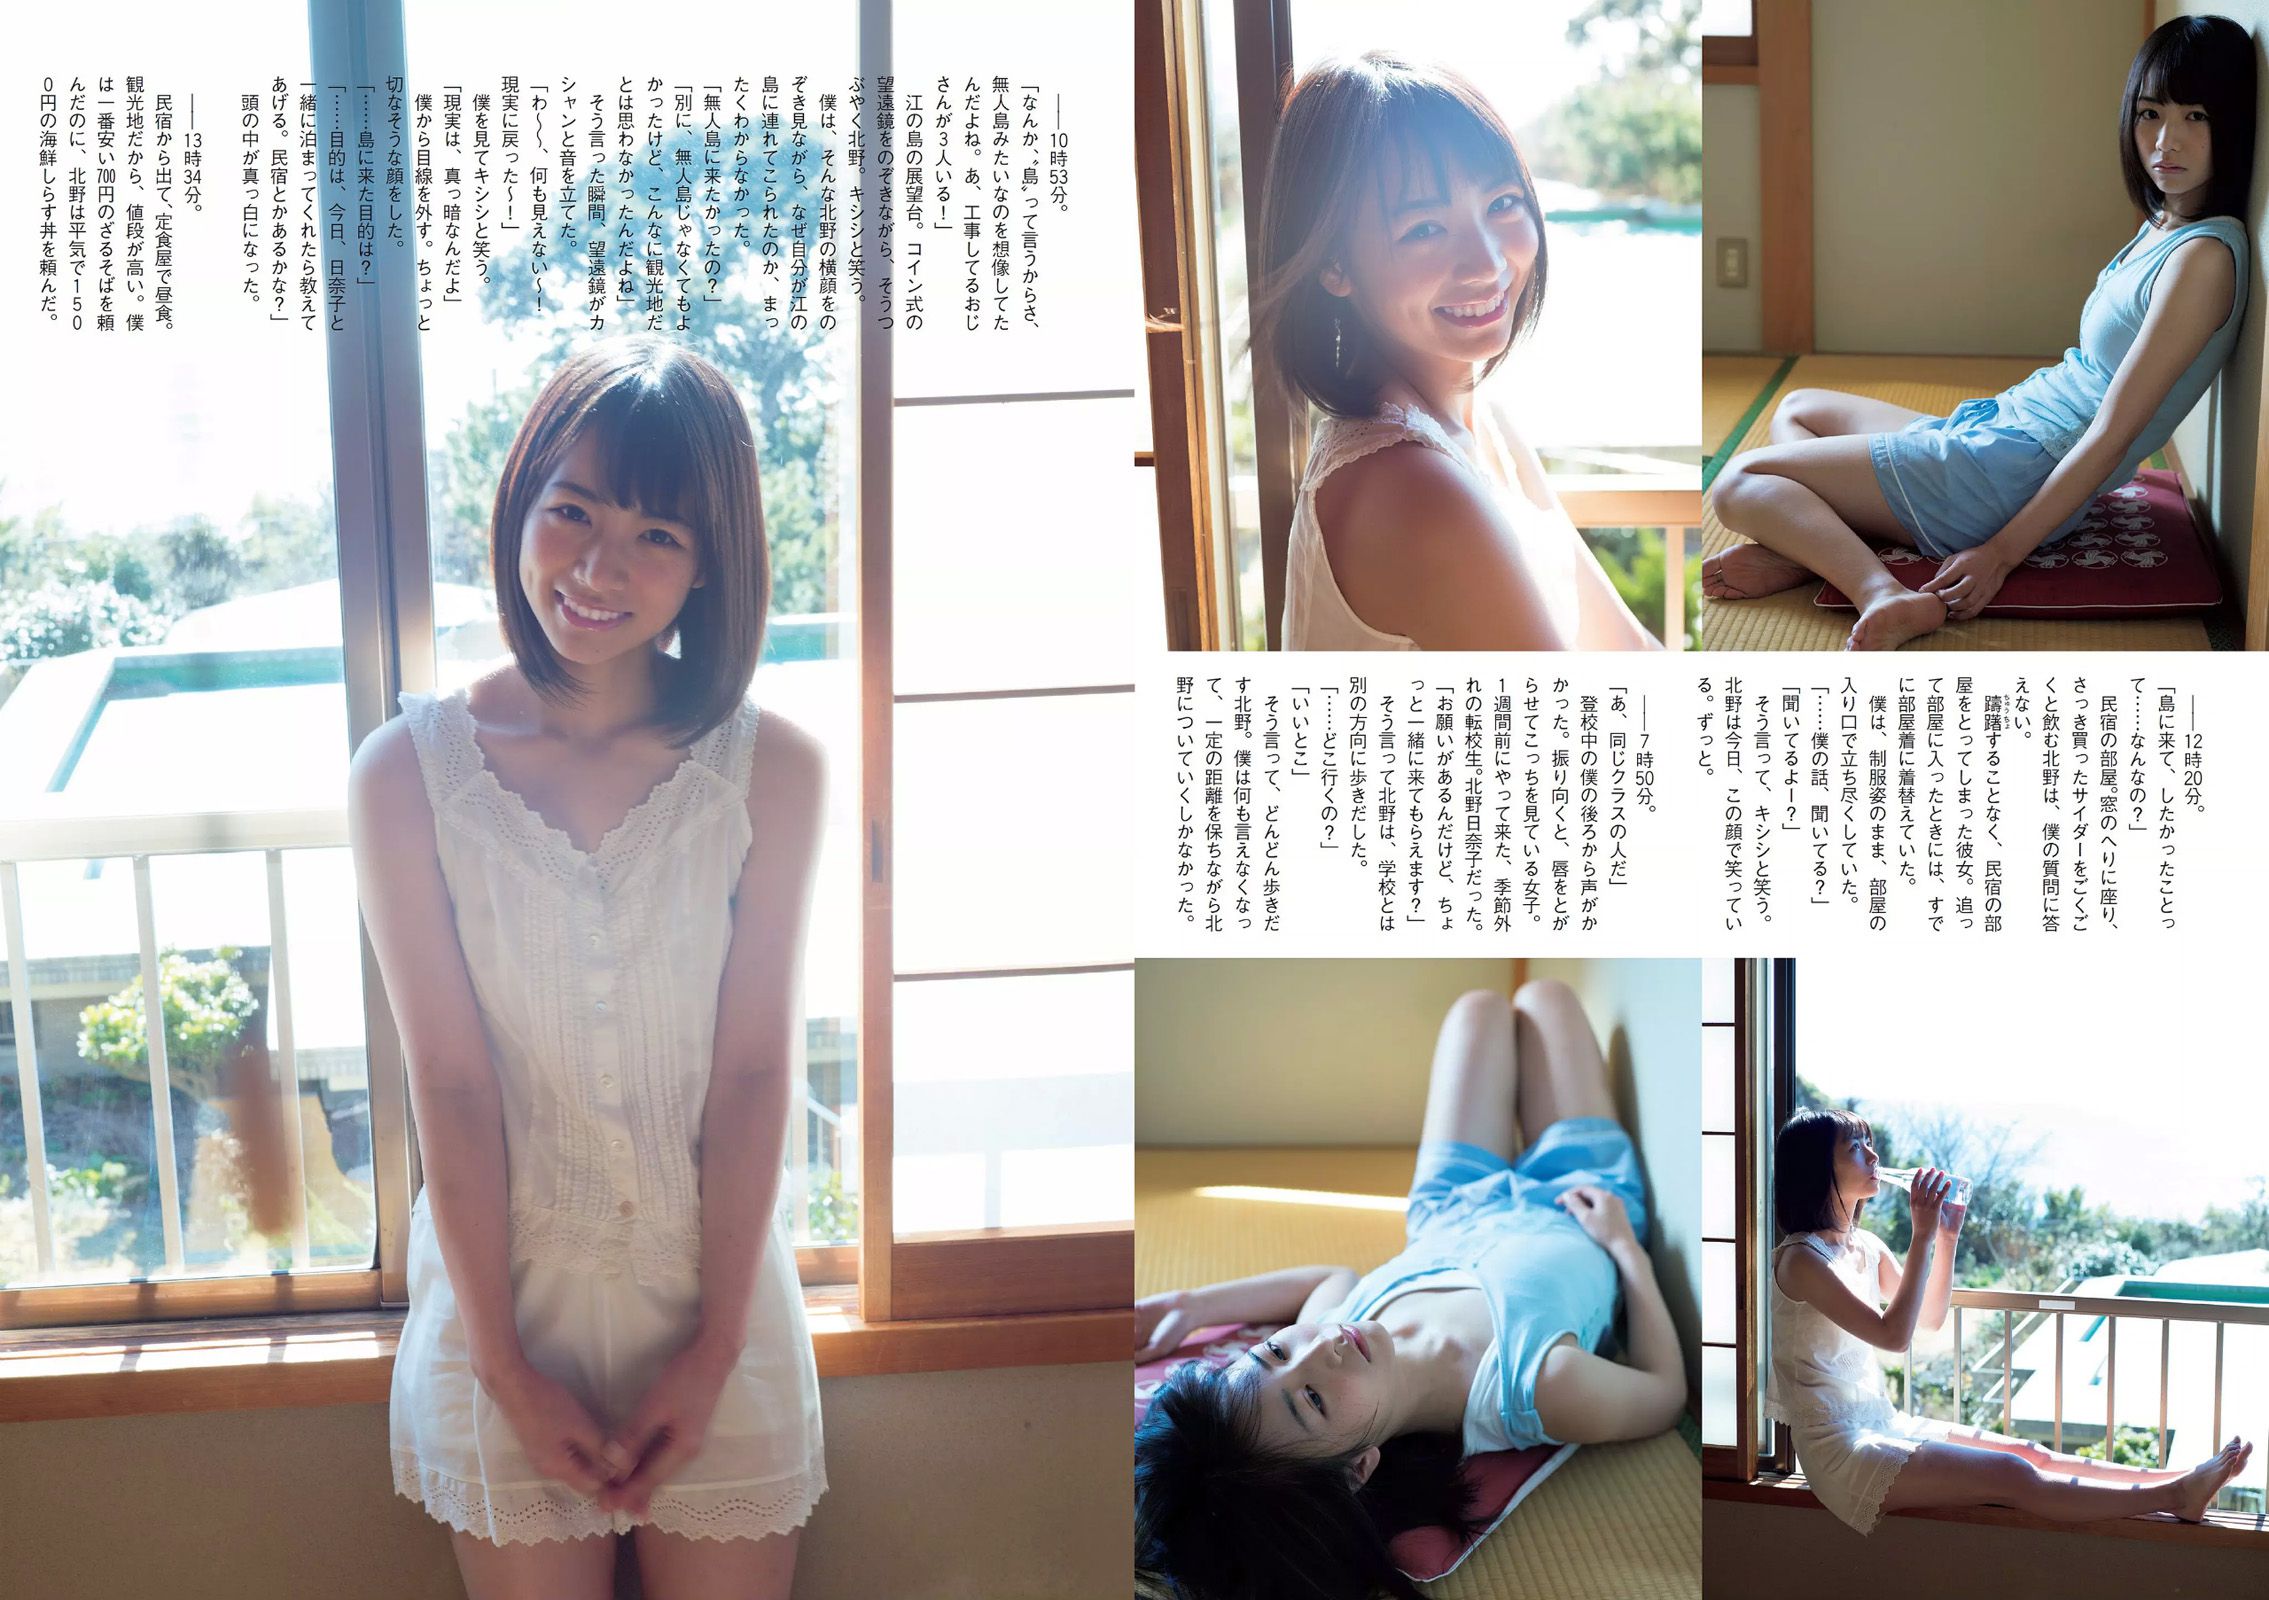 ――7時50分。
「あ、同じクラスの人だ」
登校中の僕の後ろから声がか
かった。振り向くと、唇をとが
らせてこっちを見ている女子。
1週間前にやって来た、季節外
れの転校生。北野日奈子だった。
「お願いがあるんだけど、ちょ
っと一緒に来てもらえます？」
そう言って北野は、学校とは
別の方向に歩きだした。
「……どこ行くの？」
「いいとこ」
そう言って、どんどん歩きだ
す北野。僕は何も言えなくなっ
て、一定の距離を保ちながら北
野についていくしかなかった。
――10時53分。
「なんか、〝島〟って言うからさ、
無人島みたいなのを想像してた
んだよね。あ、工事してるおじ
さんが3人いる！」
江の島の展望台。コイン式の
望遠鏡をのぞきながら、そうつ
ぶやく北野。キシシと笑う。
僕は、そんな北野の横顔をの
ぞき見ながら、なぜ自分が江の
島に連れてこられたのか、まっ
たくわからなかった。
「無人島に来たかったの？」
「別に、無人島じゃなくてもよ
かったけど、こんなに観光地だ
とは思わなかったんだよね」
そう言った瞬間、望遠鏡がカ
シャンと音を立てた。
「わ〜〜、何も見えない〜！
現実に戻った〜！」
僕を見てキシシと笑う。
「現実は、真っ暗なんだよ」
僕から目線を外す。ちょっと
切なそうな顔をした。
「……島に来た目的は？」
「……目的は、今日、日奈子と
一緒に泊まってくれたら教えて
あげる。民宿とかあるかな？」
頭の中が真っ白になった。
――12時20分。
「島に来て、したかったことっ
て……なんなの？」
民宿の部屋。窓のへりに座り、
さっき買ったサイダーをごくご
くと飲む北野は、僕の質問に答
えない。
躊躇することなく、民宿の部
ちゅうちょ
屋をとってしまった彼女。追っ
て部屋に入ったときには、すで
に部屋着に着替えていた。
僕は、制服姿のまま、部屋の
入り口で立ち尽くしていた。
「……僕の話、聞いてる？」
「聞いてるよー？」
そう言って、キシシと笑う。
北野は今日、この顔で笑ってい
る。ずっと。
――13時34分。
民宿から出て、定食屋で昼食。
観光地だから、値段が高い。僕
は一番安い700円のざるそばを頼
んだのに、北野は平気で150
0円の海鮮しらす丼を頼んだ。